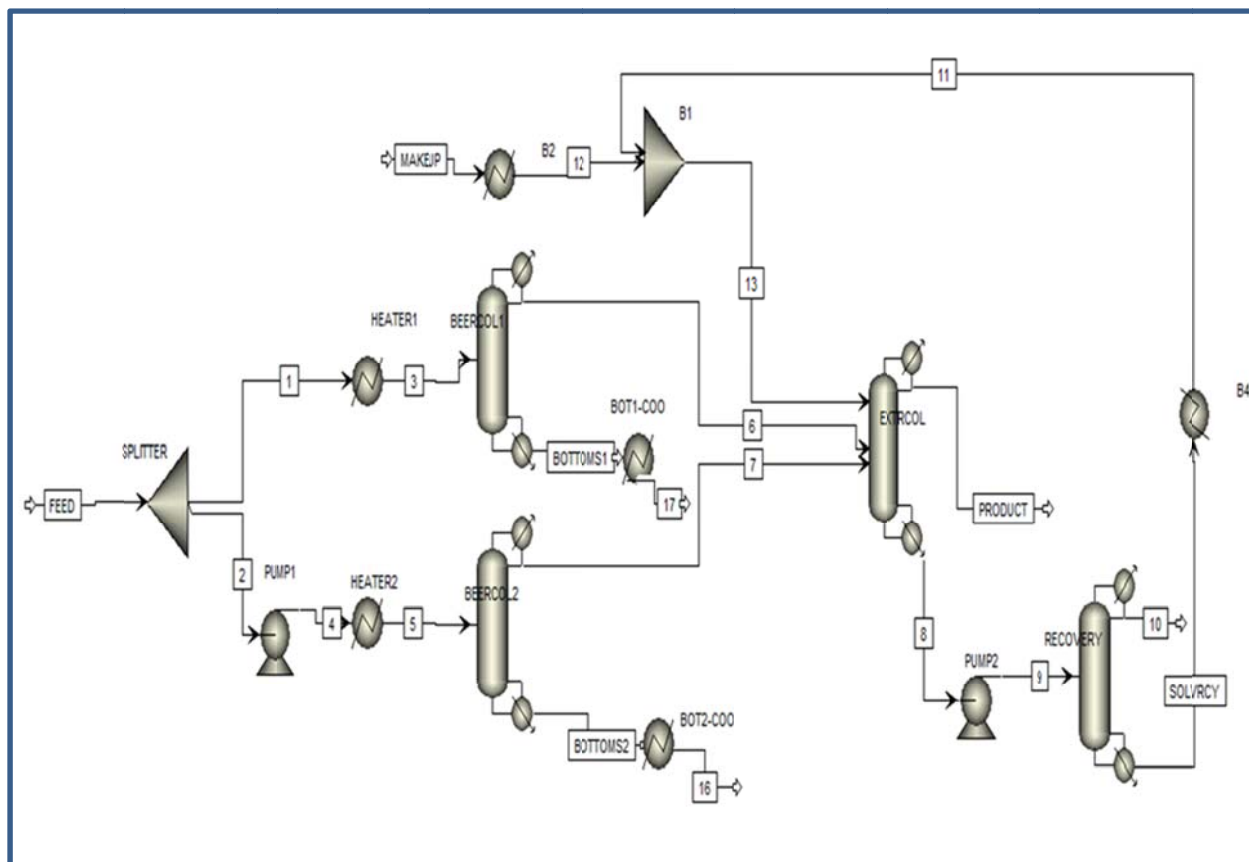 11
B1
B2
MAKEUP
12
13
HEATER1
BEERCOL1
B4
1
3
BOT1-COO
EXTRCOL
6
SPLITTER
BOTTOMS1
7
FEED
17
PRODUCT
2
PUMP1
HEATER2
BEERCOL2
4
5
8
RECOVERY
10
PUMP2
9
SOLVRCY
BOT2-COO
BOTTOMS2
16